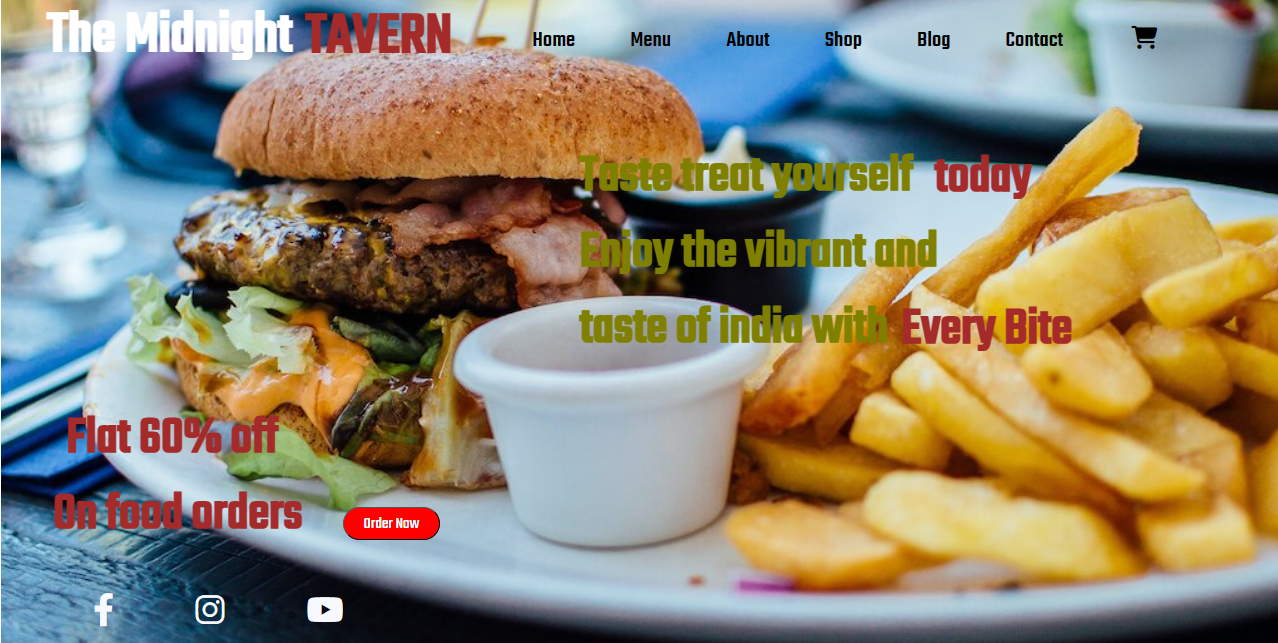 The Midnight TAVERN
Home Menu About Shop Blog Contact
Taste treat yourself today
Enjoy the vibrant and
taste of india with Every Bite
Flat 60% off
On food orders
Order Now